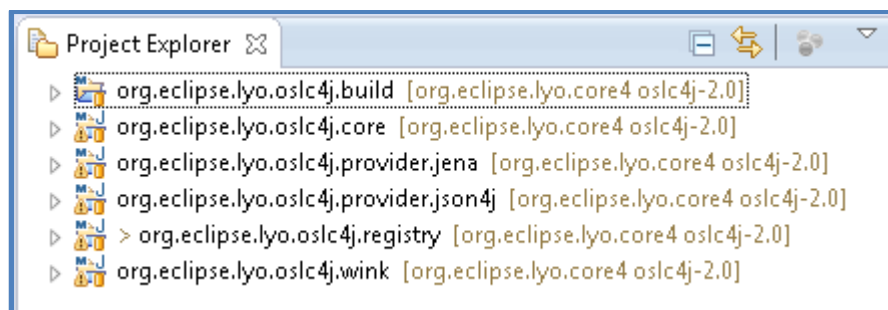 Project Explorer
org.eclipse.lyo.oslc4j.build [org.eclipse.lyo.core4 oslc4j-2.0]
org.eclipse.lyo.oslc4j.core [org.eclipse.lyo.core4 oslc4j-2.0]
org.eclipse.lyo.oslc4j.provider.jena [org.eclipse.lyo.core4 oslc4j-2.0]
org.eclipse.lyo.oslc4j.provider.json4j [org.eclipse.lyo.core4 oslc4j-2.0]
> org.eclipse.lyo.oslc4j.registry [org.eclipse.lyo.core4 oslc4j-2.0]
org.eclipse.lyo.oslc4j.wink [org.eclipse.lyo.core4 oslc4j-2.0]